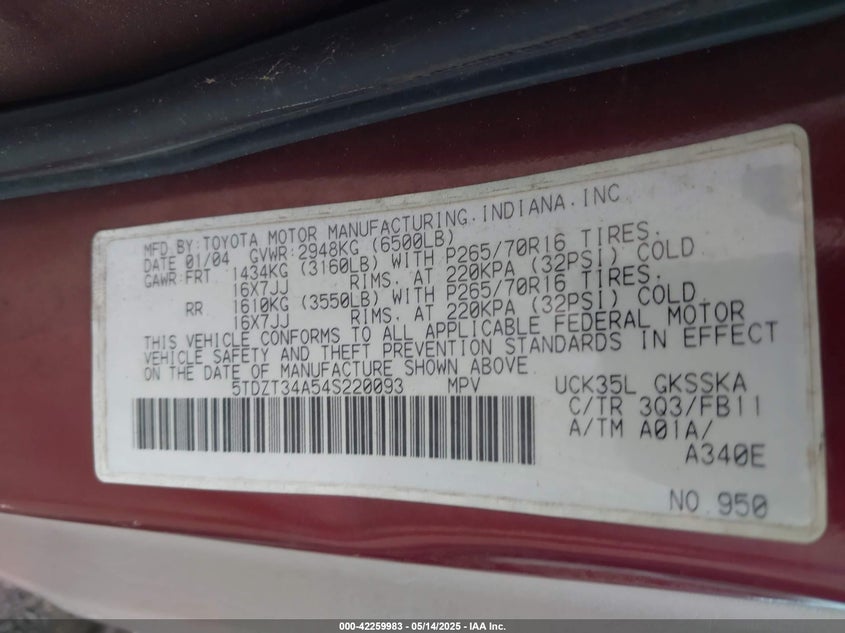 MFD.BY:TOYOTA MOTOR MANUFACTURING.INDIANA.INC
DATE 01/04 GVWR:2948KG (6500LB)
GAWR:FRT 1434KG (3160LB) WITH P265/70R16 TIRES.
16X7JJ RIMS. AT 220KPA (32PSI) COLD
RR 1610KG (3550LB) WITH P265/70R16 TIRES.
16X7JJ RIMS. AT 220KPA (32PSI) COLD.
THIS VEHICLE CONFORMS TO ALL APPLICABLE FEDERAL MOTOR
VEHICLE SAFETY AND THEFT PREVENTION STANDARDS IN EFFECT
ON THE DATE OF MANUFACTURE SHOWN ABOVE.
5TDZT34A54S220093 MPV UCK35L GKSSKA
C/TR 3Q3/FB11
A/TM A01A/
A340E
NO.950
000-42259983 - 05/14/2025 - IAA Inc.